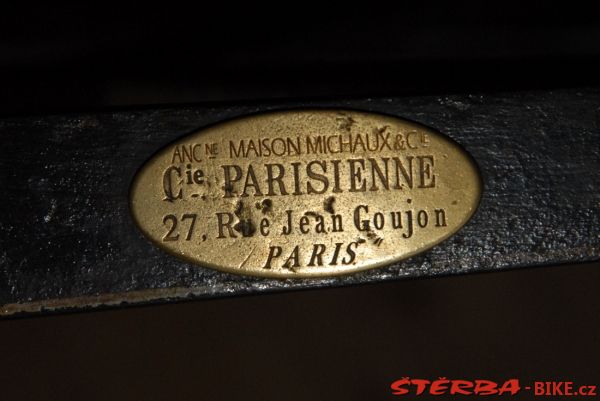 ANCNE MAISON MICHAUX & CIE
Cie PARISIENNE
27, Rue Jean Goujon
PARIS
ŠTĚRBA-BIKE.cz